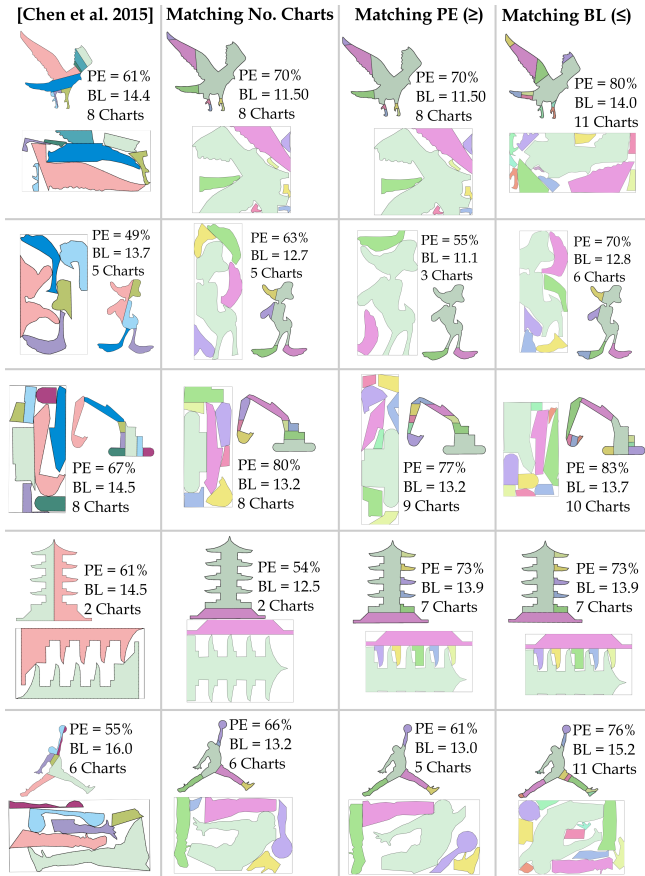 [Chen et al. 2015] Matching No. Charts Matching PE (≥) Matching BL (≤)
PE = 61%
BL = 14.4
8 Charts
PE = 70%
BL = 11.50
8 Charts
PE = 70%
BL = 11.50
8 Charts
PE = 80%
BL = 14.0
11 Charts
PE = 49%
BL = 13.7
5 Charts
PE = 63%
BL = 12.7
5 Charts
PE = 55%
BL = 11.1
3 Charts
PE = 70%
BL = 12.8
6 Charts
PE = 67%
BL = 14.5
8 Charts
PE = 80%
BL = 13.2
8 Charts
PE = 77%
BL = 13.2
9 Charts
PE = 83%
BL = 13.7
10 Charts
PE = 61%
BL = 14.5
2 Charts
PE = 54%
BL = 12.5
2 Charts
PE = 73%
BL = 13.9
7 Charts
PE = 73%
BL = 13.9
7 Charts
PE = 55%
BL = 16.0
6 Charts
PE = 66%
BL = 13.2
6 Charts
PE = 61%
BL = 13.0
5 Charts
PE = 76%
BL = 15.2
11 Charts